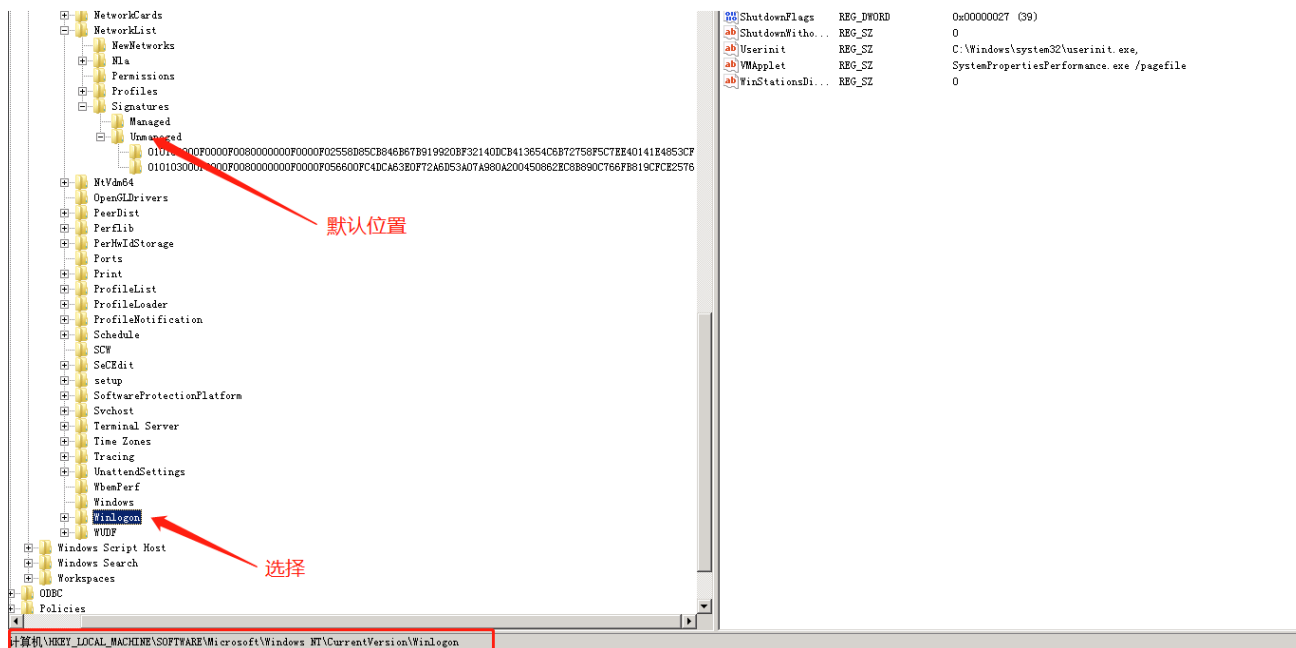 NetworkCards
NetworkList
NewNetworks
Nla
Permissions
Profiles
Signatures
Managed
Unmanaged
010103000F0000F0080000000F0000F02558D85CB846B67B919920BF32140DCB413654C6B72758F5C7EE40141E4853CF
010103000F0000F0080000000F0000F056600FC4DCA63E0F72A6D53A07A980A200450862EC8B890C766FB819CFCE2576
NtVdm64
OpenGLDrivers
PeerDist
默认位置
Perflib
PerHwIdStorage
Ports
Print
ProfileList
ProfileLoader
ProfileNotification
Schedule
SCW
SeCEdit
setup
SoftwareProtectionPlatform
Svchost
Terminal Server
Time Zones
Tracing
UnattendSettings
WbemPerf
Windows
Winlogon
WUDF
Windows Script Host
Windows Search
选择
Workspaces
ODBC
Policies
ShutdownFlags REG_DWORD 0x00000027 (39)
ShutdownWitho... REG_SZ 0
Userinit REG_SZ C:\Windows\system32\userinit.exe,
VMApplet REG_SZ SystemPropertiesPerformance.exe /pagefile
WinStationsDi... REG_SZ 0
计算机\HKEY_LOCAL_MACHINE\SOFTWARE\Microsoft\Windows NT\CurrentVersion\Winlogon